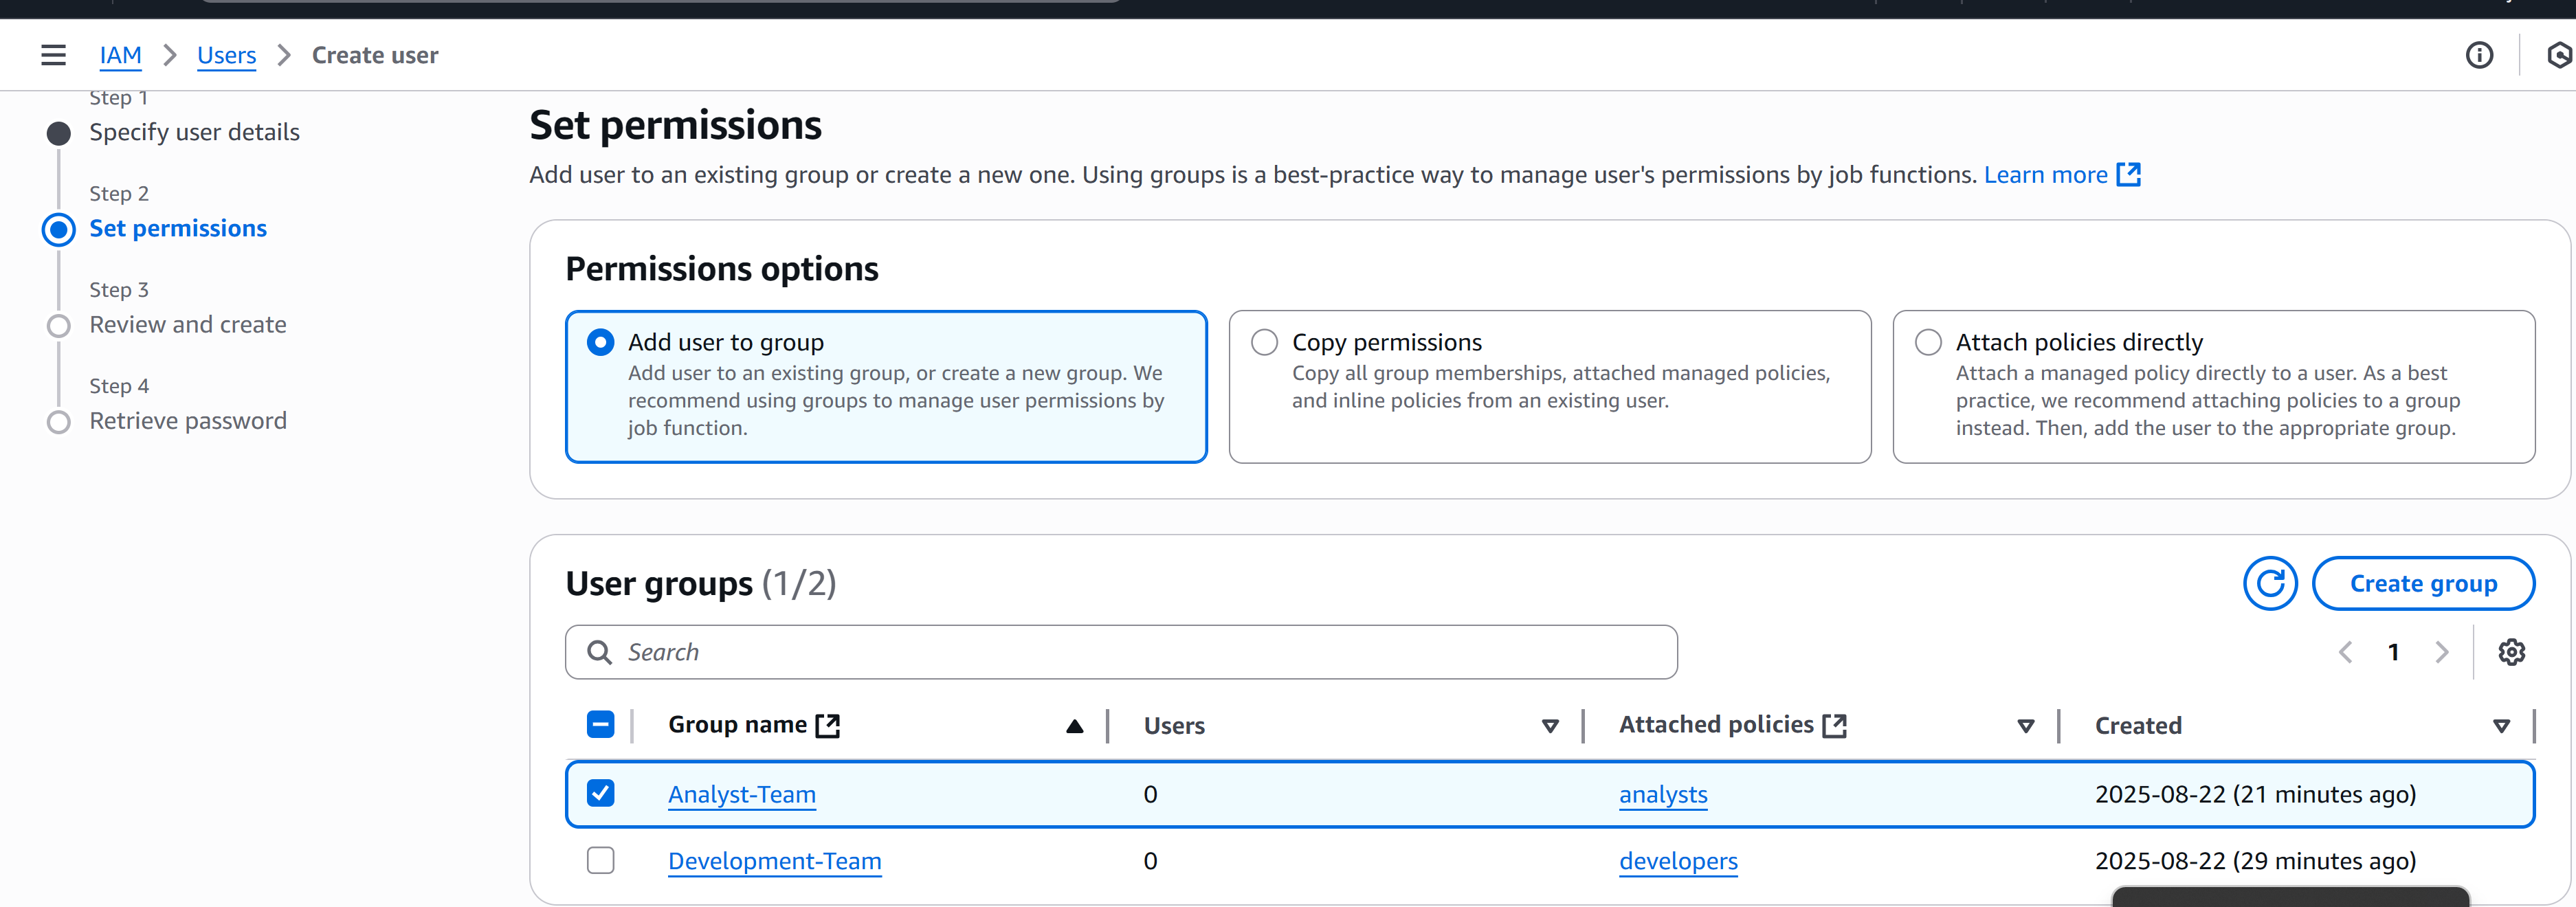 IAM > Users > Create user
Step 1
Specify user details
Step 2
Set permissions
Step 3
Review and create
Step 4
Retrieve password
Set permissions
Add user to an existing group or create a new one. Using groups is a best-practice way to manage user's permissions by job functions. Learn more
Permissions options
Add user to group
Add user to an existing group, or create a new group. We
recommend using groups to manage user permissions by
job function.
Copy permissions
Copy all group memberships, attached managed policies,
and inline policies from an existing user.
Attach policies directly
Attach a managed policy directly to a user. As a best
practice, we recommend attaching policies to a group
instead. Then, add the user to the appropriate group.
User groups (1/2)
Create group
Search
1
Group name Users Attached policies Created
Analyst-Team 0 analysts 2025-08-22 (21 minutes ago)
Development-Team 0 developers 2025-08-22 (29 minutes ago)